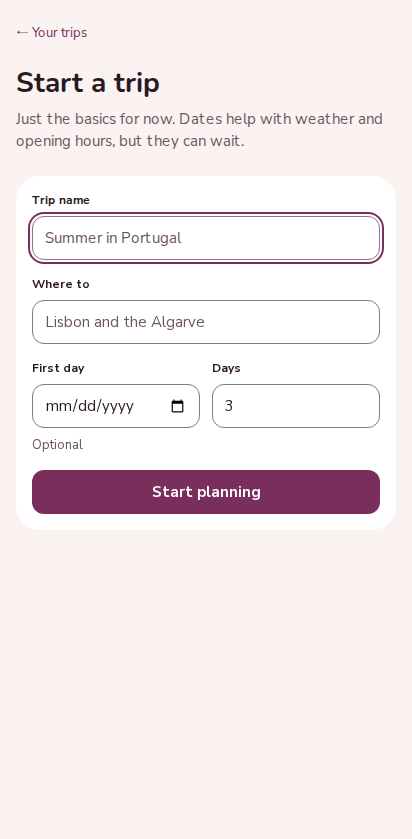 ← Your trips
Start a trip
Just the basics for now. Dates help with weather and
opening hours, but they can wait.
Trip name
Summer in Portugal
Where to
Lisbon and the Algarve
First day
Days
mm/dd/yyyy
3
Optional
Start planning